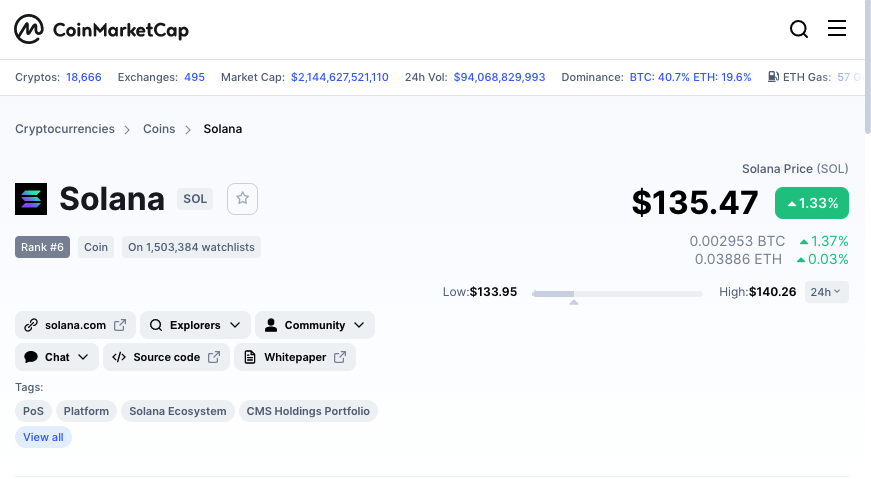 CoinMarketCap
Cryptos: 18,666 Exchanges: 495 Market Cap: $2,144,627,521,110 24h Vol: $94,068,829,993 Dominance: BTC: 40.7% ETH: 19.6% ETH Gas: 57 G
Cryptocurrencies Coins Solana
Solana Price (SOL)
Solana SOL
$135.47 1.33%
Rank #6 Coin On 1,503,384 watchlists
0.002953 BTC 1.37%
0.03886 ETH 0.03%
Low:$133.95 High:$140.26 24h
solana.com Explorers Community
Chat Source code Whitepaper
Tags:
PoS Platform Solana Ecosystem CMS Holdings Portfolio
View all